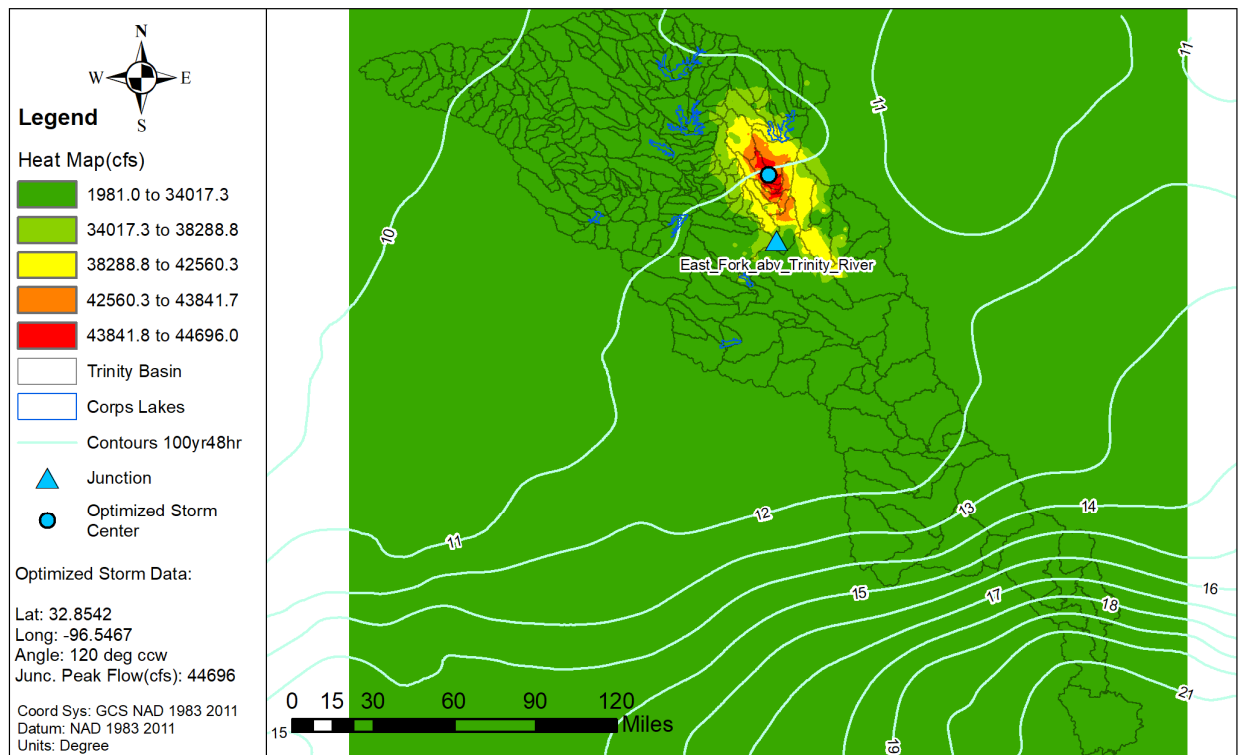 N
W
E
S
Legend
Heat Map(cfs)
1981.0 to 34017.3
34017.3 to 38288.8
38288.8 to 42560.3
42560.3 to 43841.7
43841.8 to 44696.0
Trinity Basin
Corps Lakes
Contours 100yr48hr
Junction
Optimized Storm
Center
Optimized Storm Data:
Lat: 32.8542
Long: -96.5467
Angle: 120 deg ccw
Junc. Peak Flow(cfs): 44696
Coord Sys: GCS NAD 1983 2011
Datum: NAD 1983 2011
Units: Degree
11
11
10
East_Fork_abv_Trinity_River
12
13
14
11
15
17
16
18
21
19
15
0 15 30 60 90 120
Miles